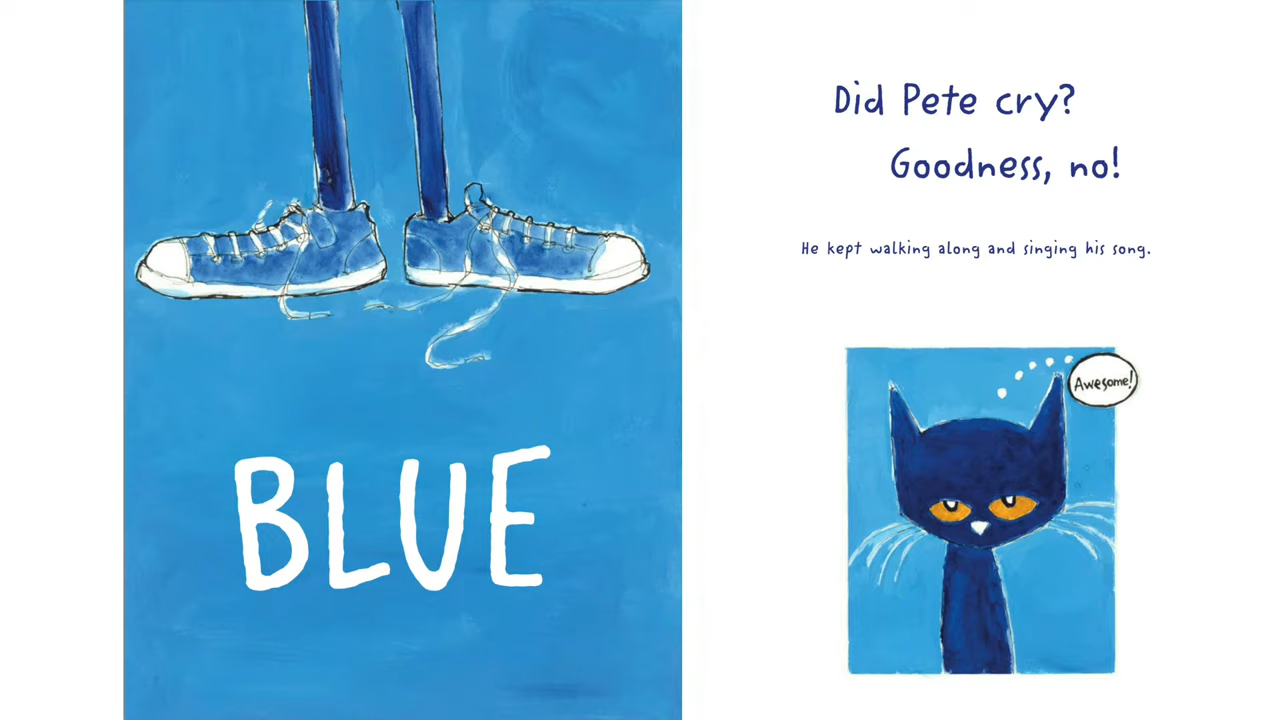 BLUE
Did Pete cry?
Goodness, no!
He kept walking along and singing his song.
Awesome!